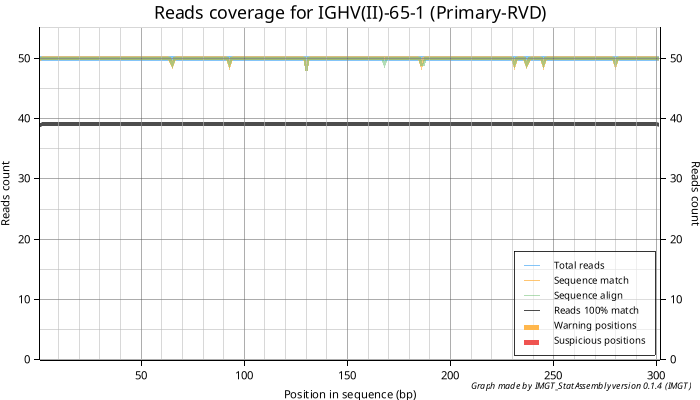 Reads coverage for IGHV(II)-65-1 (Primary-RVD)
50
40
30
20
10
0
50
40
30
20
10
0
Reads count
Reads count
50
100
150
200
250
300
Position in sequence (bp)
Total reads
Sequence match
Sequence align
Reads 100% match
Warning positions
Suspicious positions
Graph made by IMGT_StatAssembly version 0.1.4 (IMGT)